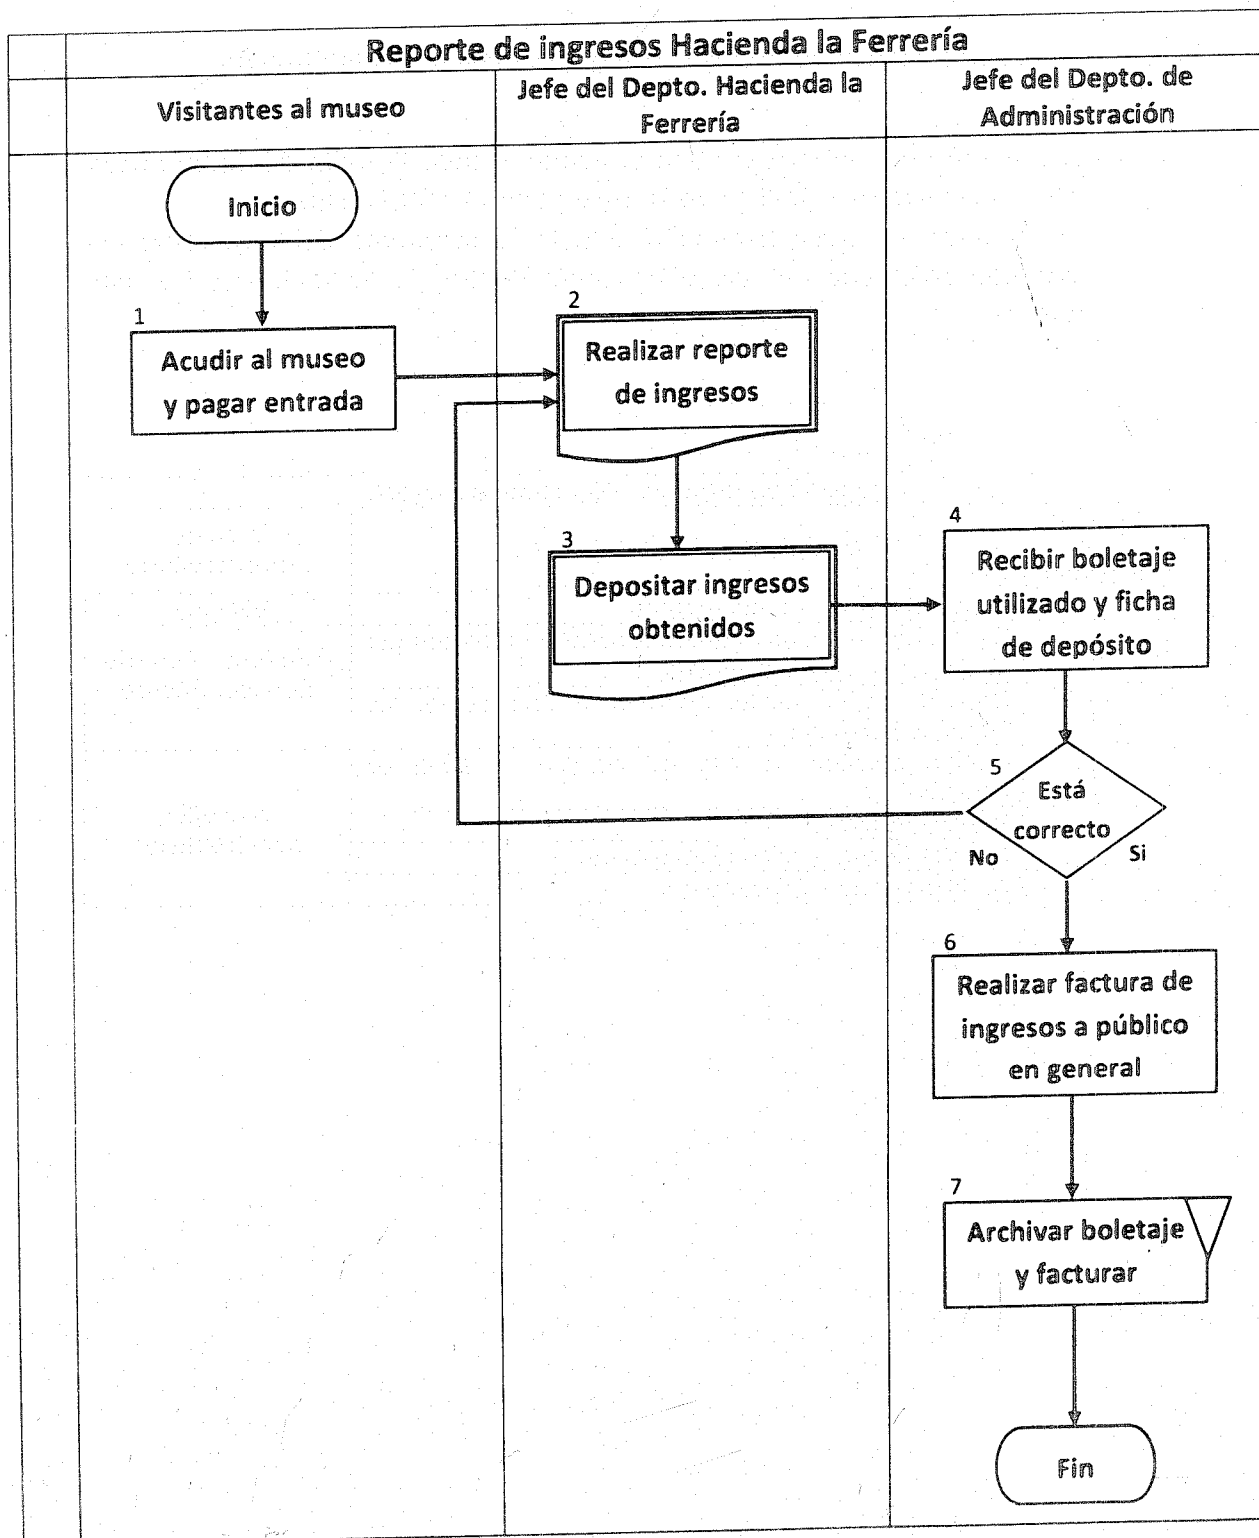 Reporte de ingresos Hacienda la Ferrería
Visitantes al museo
Jefe del Depto. Hacienda la
Ferrería
Jefe del Depto. de
Administración
Inicio
1
Acudir al museo
y pagar entrada
2
Realizar reporte
de ingresos
3
Depositar ingresos
obtenidos
4
Recibir boletaje
utilizado y ficha
de depósito
5
Está
correcto
No
Si
6
Realizar factura de
ingresos a público
en general
7
Archivar boletaje
y facturar
Fin